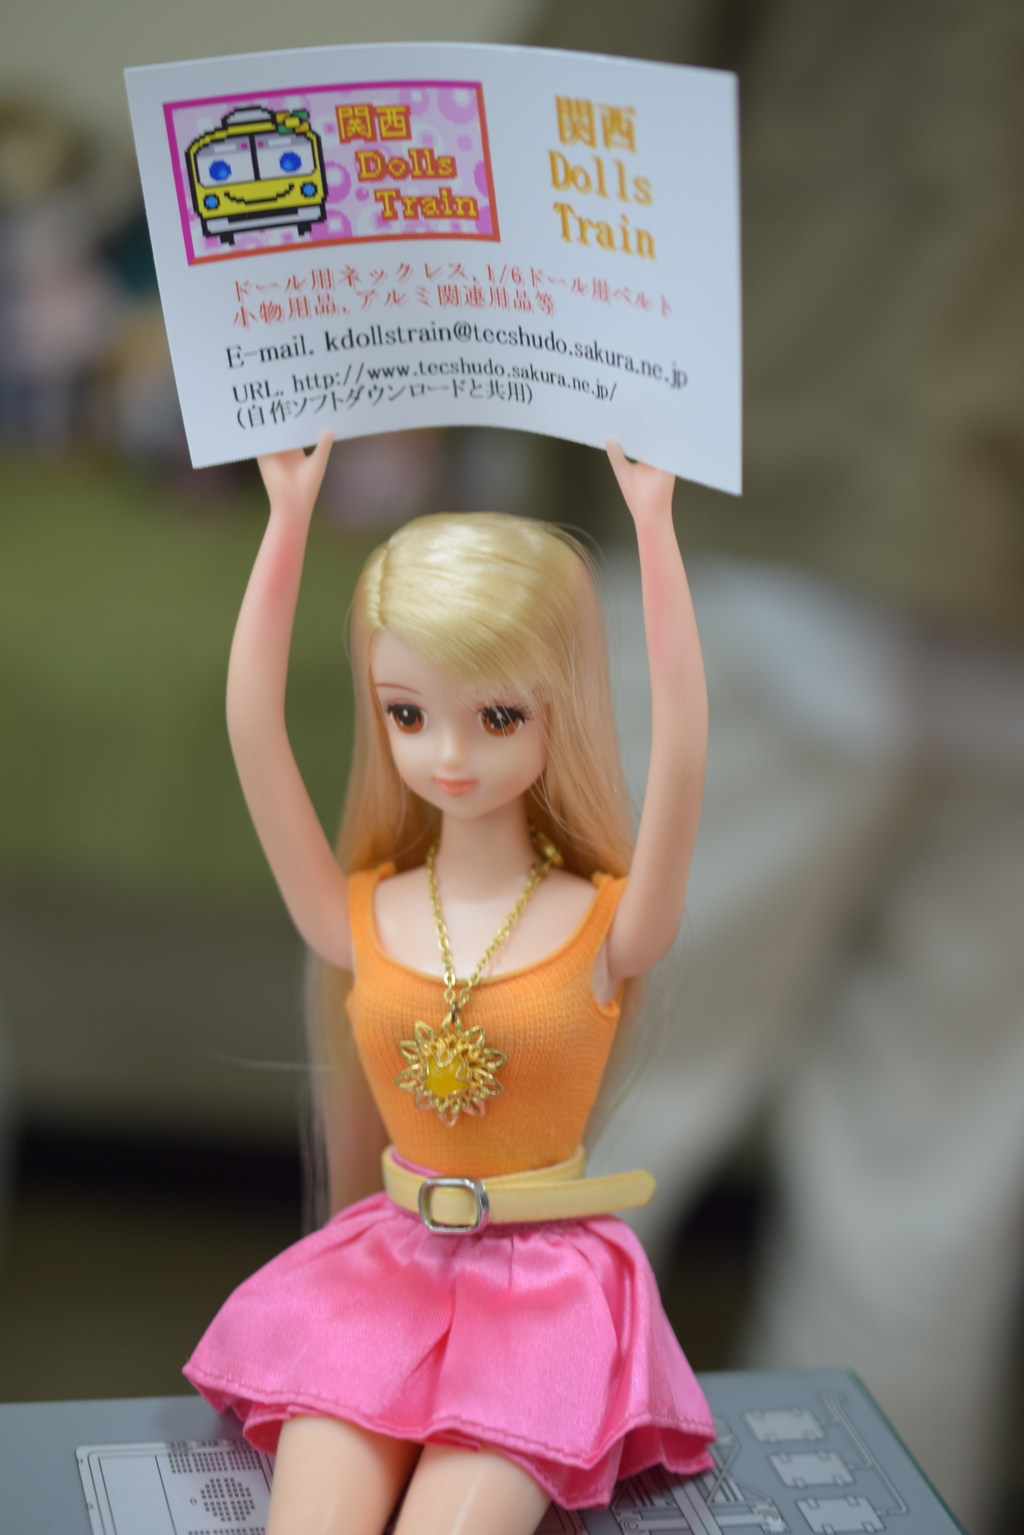 関西
Dolls
Train
関西
Dolls
Train
ドール用ネックレス, 1/6ドール用ベルト
小物用品, アルミ関連用品等
E-mail. kdollstrain@tecshudo.sakura.ne.jp
URL. http://www.tecshudo.sakura.ne.jp/
(自作ソフトダウンロードと共用)